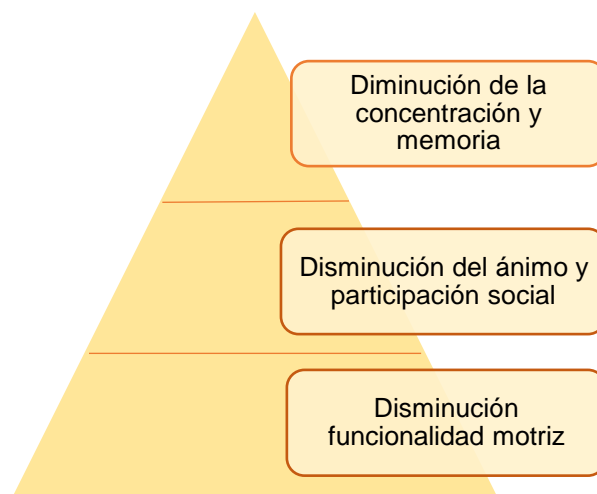 Diminución de la
concentración y
memoria
Disminución del ánimo y
participación social
Disminución
funcionalidad motriz